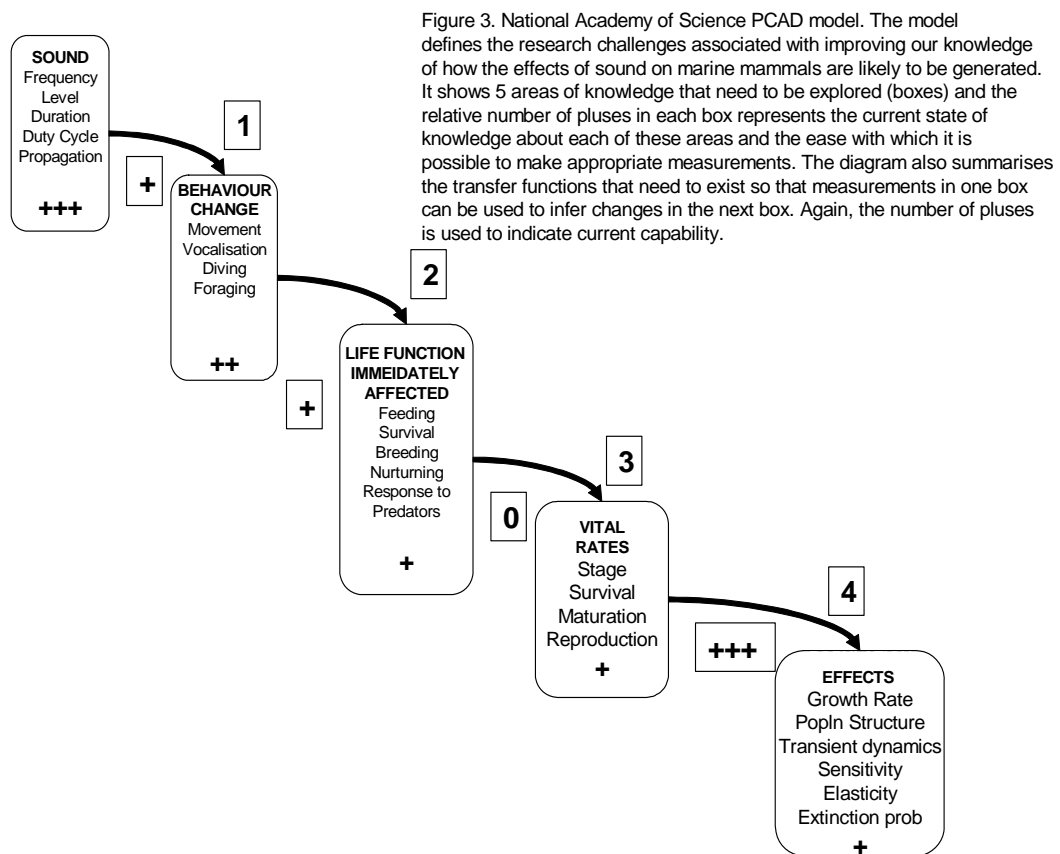 Figure 3. National Academy of Science PCAD model. The model
defines the research challenges associated with improving our knowledge
of how the effects of sound on marine mammals are likely to be generated.
It shows 5 areas of knowledge that need to be explored (boxes) and the
relative number of pluses in each box represents the current state of
knowledge about each of these areas and the ease with which it is
possible to make appropriate measurements. The diagram also summarises
the transfer functions that need to exist so that measurements in one box
can be used to infer changes in the next box. Again, the number of pluses
is used to indicate current capability.
SOUND
Frequency
Level
Duration
Duty Cycle
Propagation
+++
1
+
BEHAVIOUR
CHANGE
Movement
Vocalisation
Diving
Foraging
++
2
+
LIFE FUNCTION
IMMEIDATELY
AFFECTED
Feeding
Survival
Breeding
Nurturning
Response to
Predators
+
3
0
VITAL
RATES
Stage
Survival
Maturation
Reproduction
+
4
+++
EFFECTS
Growth Rate
Popln Structure
Transient dynamics
Sensitivity
Elasticity
Extinction prob
+